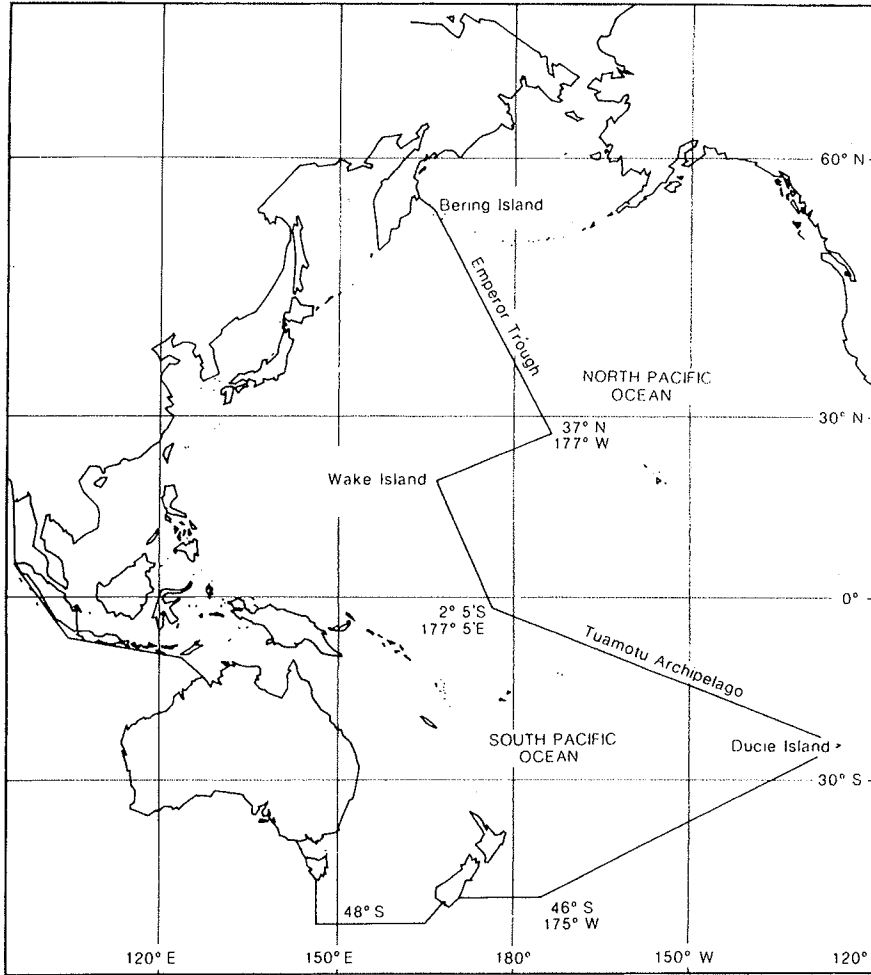 60° N
Bering Island
Emperor Trough
NORTH PACIFIC
OCEAN
30° N
37° N
177° W
Wake Island
0°
2° 5'S
177° 5'E
Tuamotu Archipelago
SOUTH PACIFIC
OCEAN
Ducie Island
30° S
48° S
46° S
175° W
120° E
150° E
180°
150° W
120°